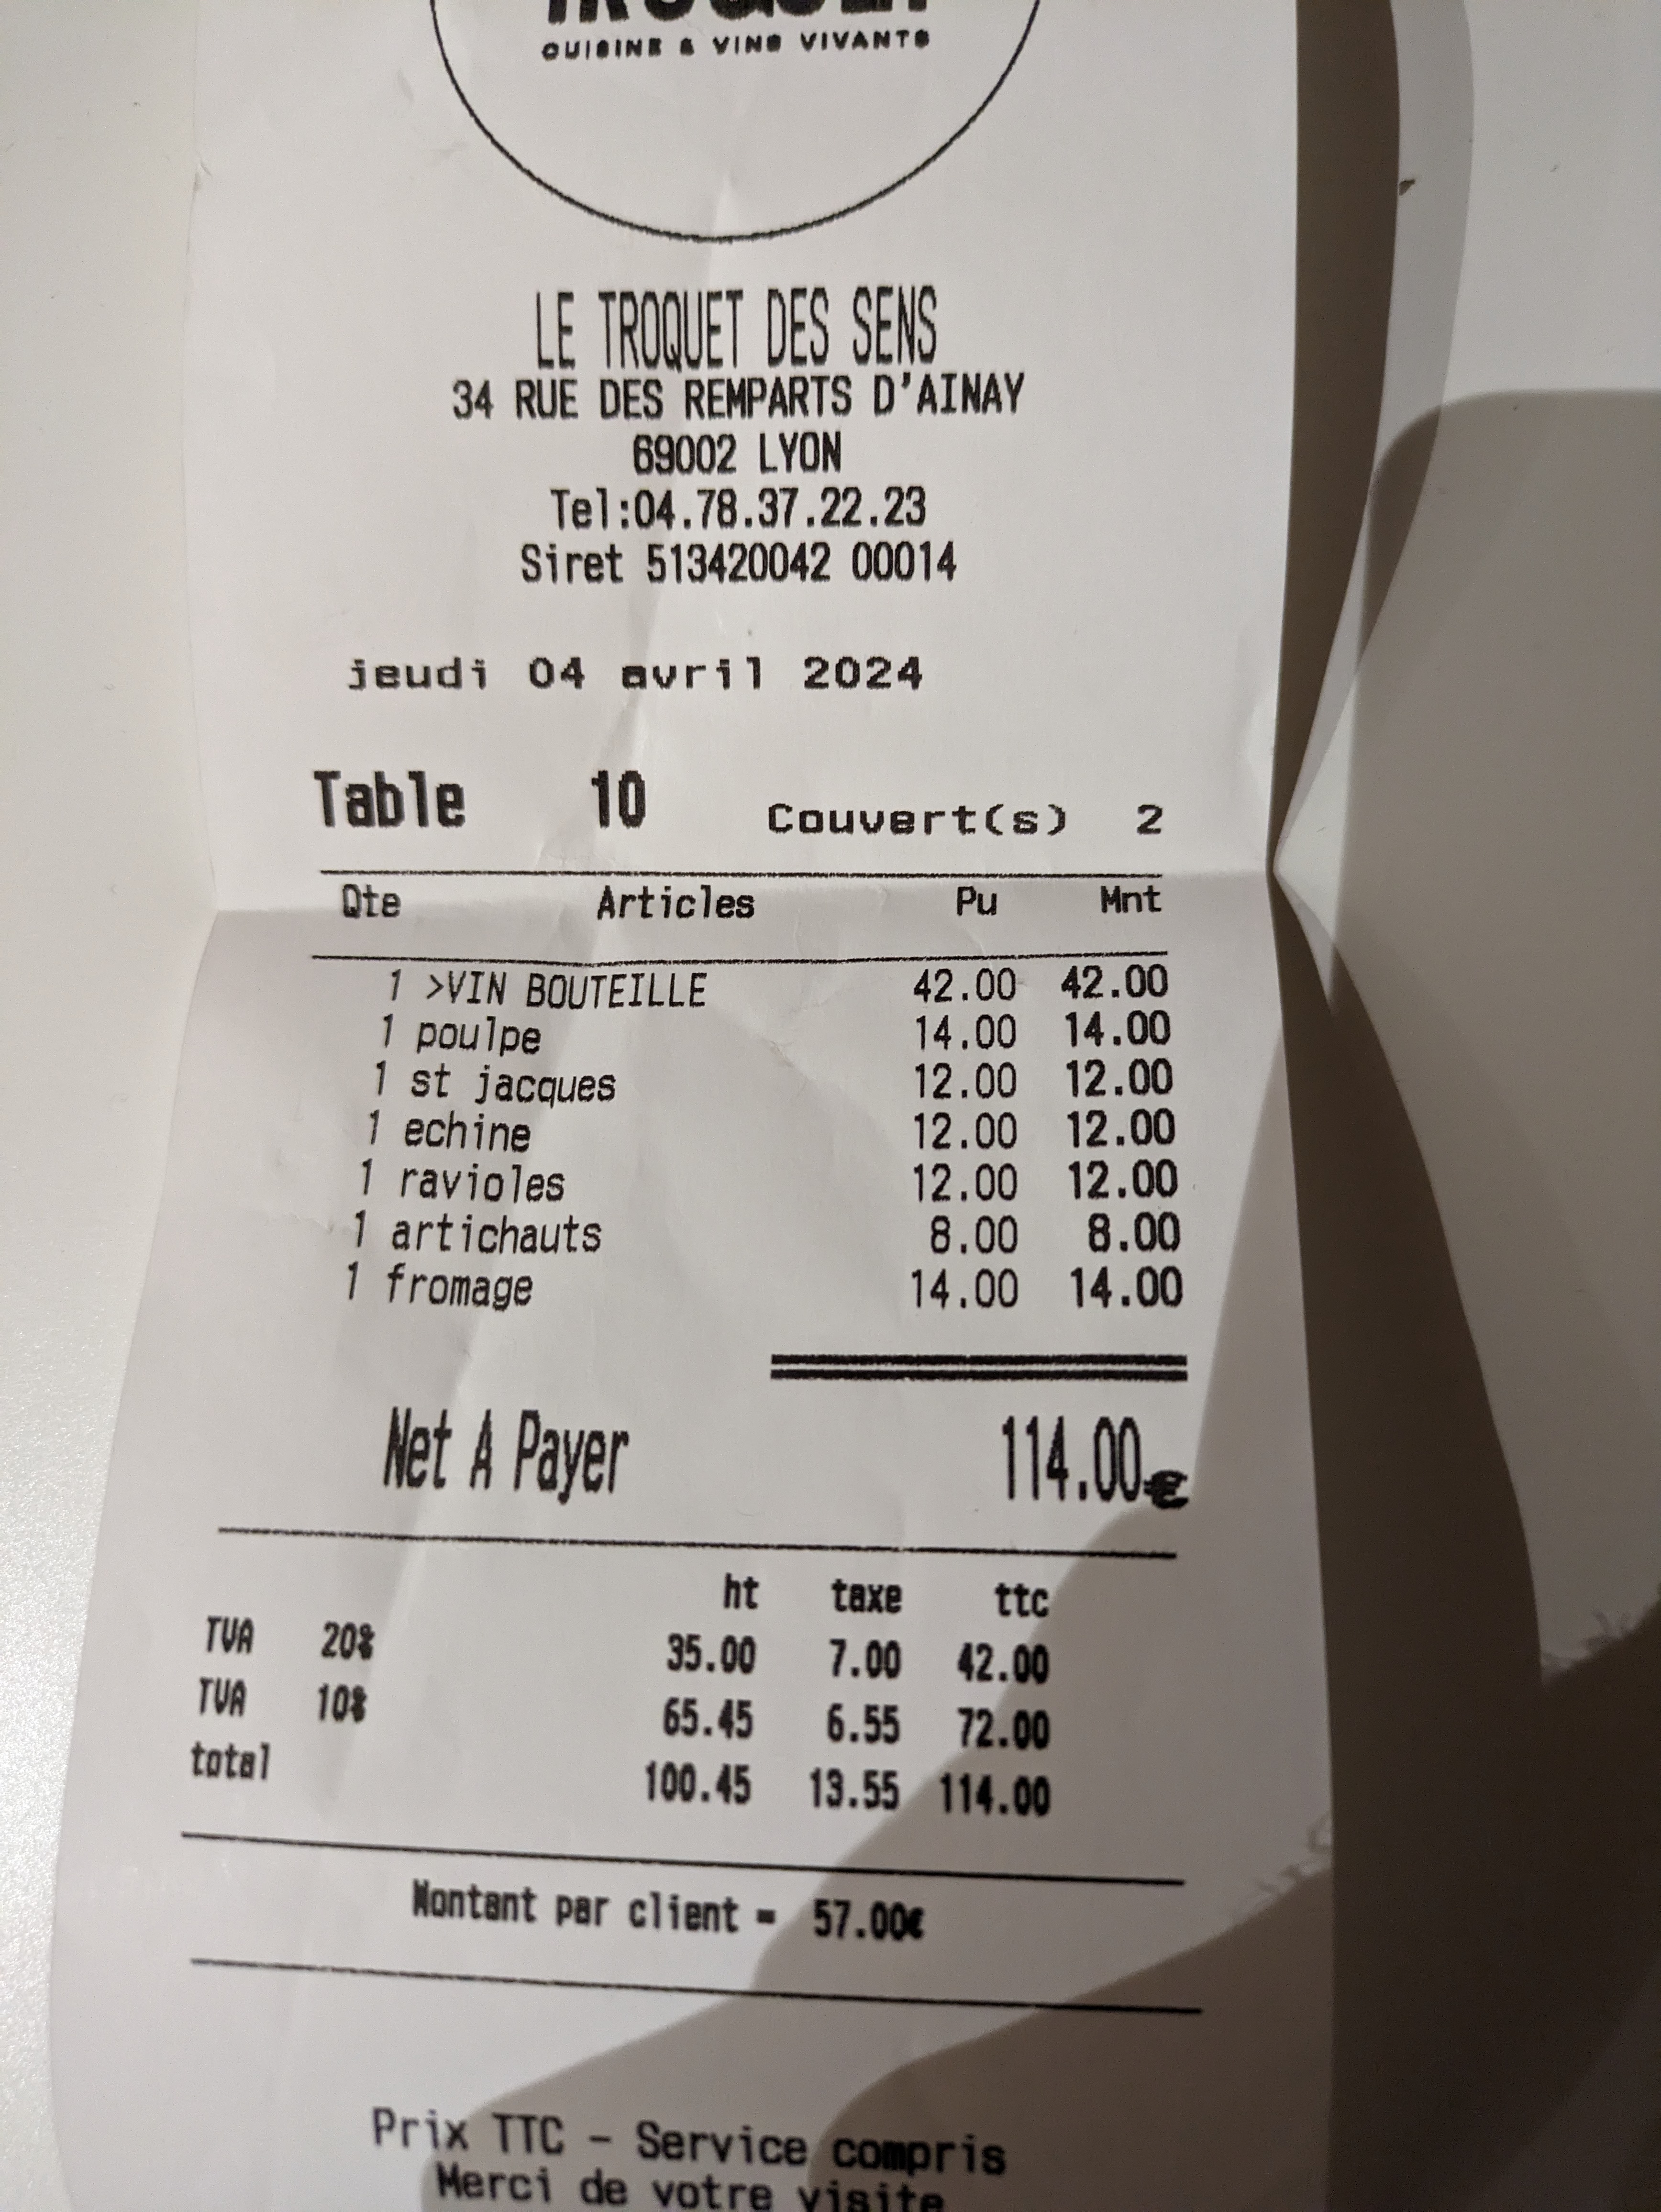 CUISINE & VINS VIVANTS
LE TROQUET DES SENS
34 RUE DES REMPARTS D'AINAY
69002 LYON
Tel:04.78.37.22.23
Siret 513420042 00014
jeudi 04 avril 2024
Table 10 Couvert(s) 2
Qte Articles Pu Mnt
1 >VIN BOUTEILLE 42.00 42.00
1 poulpe 14.00 14.00
1 st jacques 12.00 12.00
1 echine 12.00 12.00
1 ravioles 12.00 12.00
1 artichauts 8.00 8.00
1 fromage 14.00 14.00
Net A Payer 114.00€
ht taxe ttc
TVA 20% 35.00 7.00 42.00
TVA 10% 65.45 6.55 72.00
total 100.45 13.55 114.00
Montant par client = 57.00€
Prix TTC - Service compris
Merci de votre visite